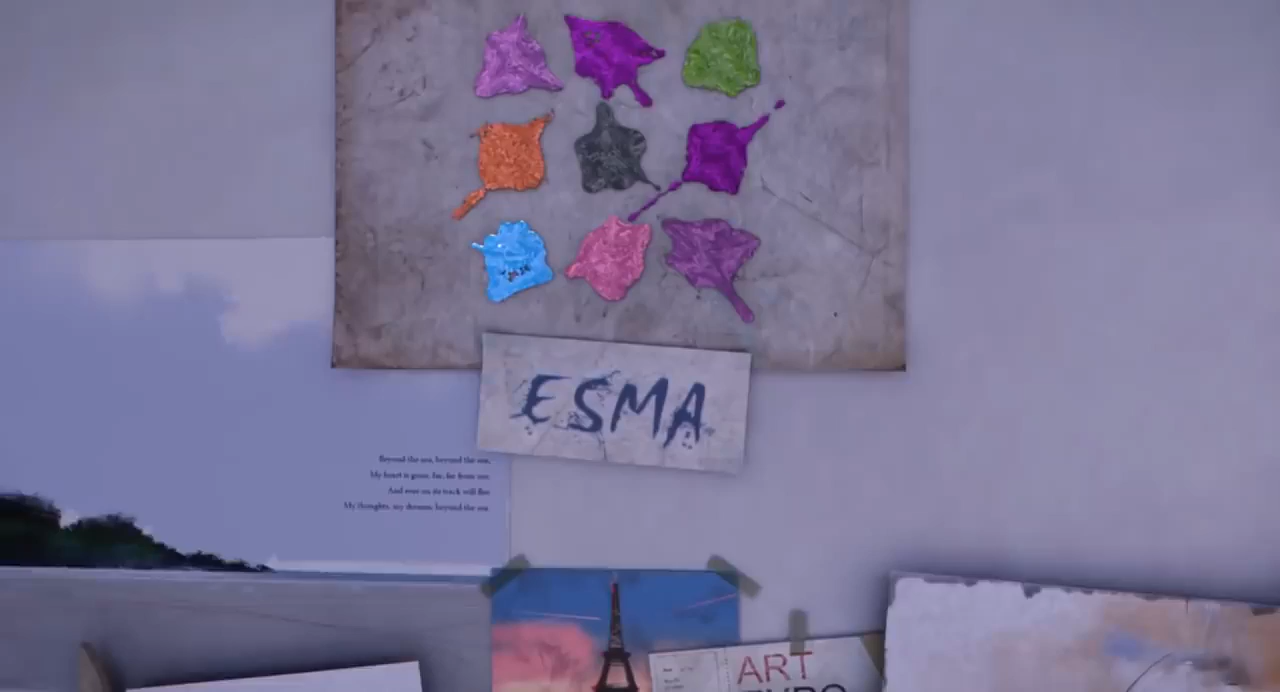 ESMA
Beyond the sea, beyond the sea,
My heart is gone, far, far from me;
And ever on its track will flee
My thoughts, my dreams, beyond the sea.
ART
EXPO